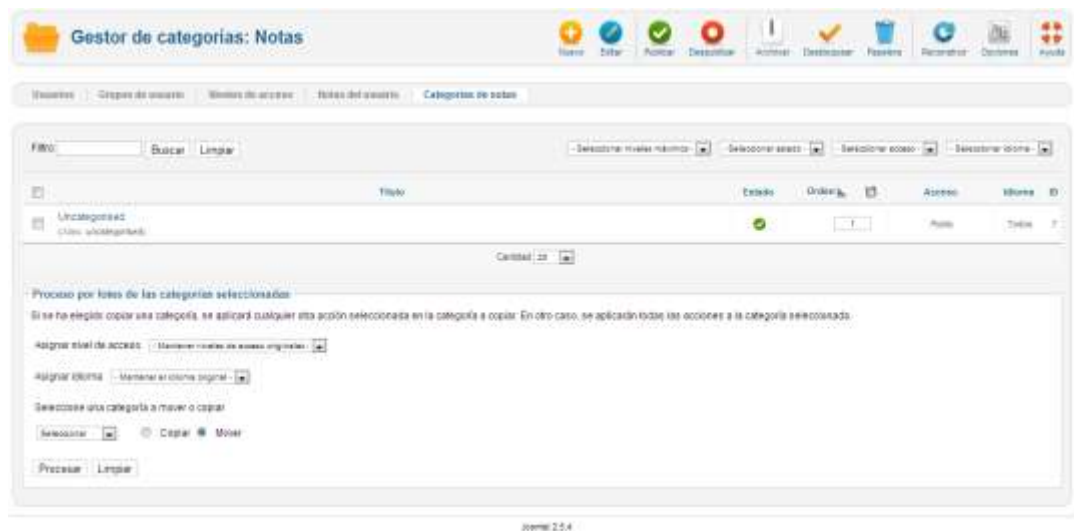 Gestor de categorías: Notas
Nuevo Editar Publicar Despublicar Archivar Desbloquear Papelera Reconstruir Opciones Ayuda
Usuarios Grupos de usuario Niveles de acceso Notas del usuario Categorías de notas
Filtro: Buscar Limpiar - Seleccionar niveles máximos - - Seleccionar estado - - Seleccionar acceso - - Seleccionar idioma -
Título Estado Orden Acceso Idioma ID
Uncategorised 1 Todos 7
(Alias: uncategorised)
Cantidad 20
Proceso por lotes de las categorías seleccionadas
Si se ha elegido copiar una categoría, se aplicará cualquier otra acción seleccionada en la categoría a copiar. En otro caso, se aplicarán todas las acciones a la categoría seleccionada.
Asignar nivel de acceso - Mantener niveles de acceso originales -
Asignar idioma - Mantener el idioma original -
Seleccione una categoría a mover o copiar
Seleccionar Copiar Mover
Procesar Limpiar
Joomla! 2.5.4